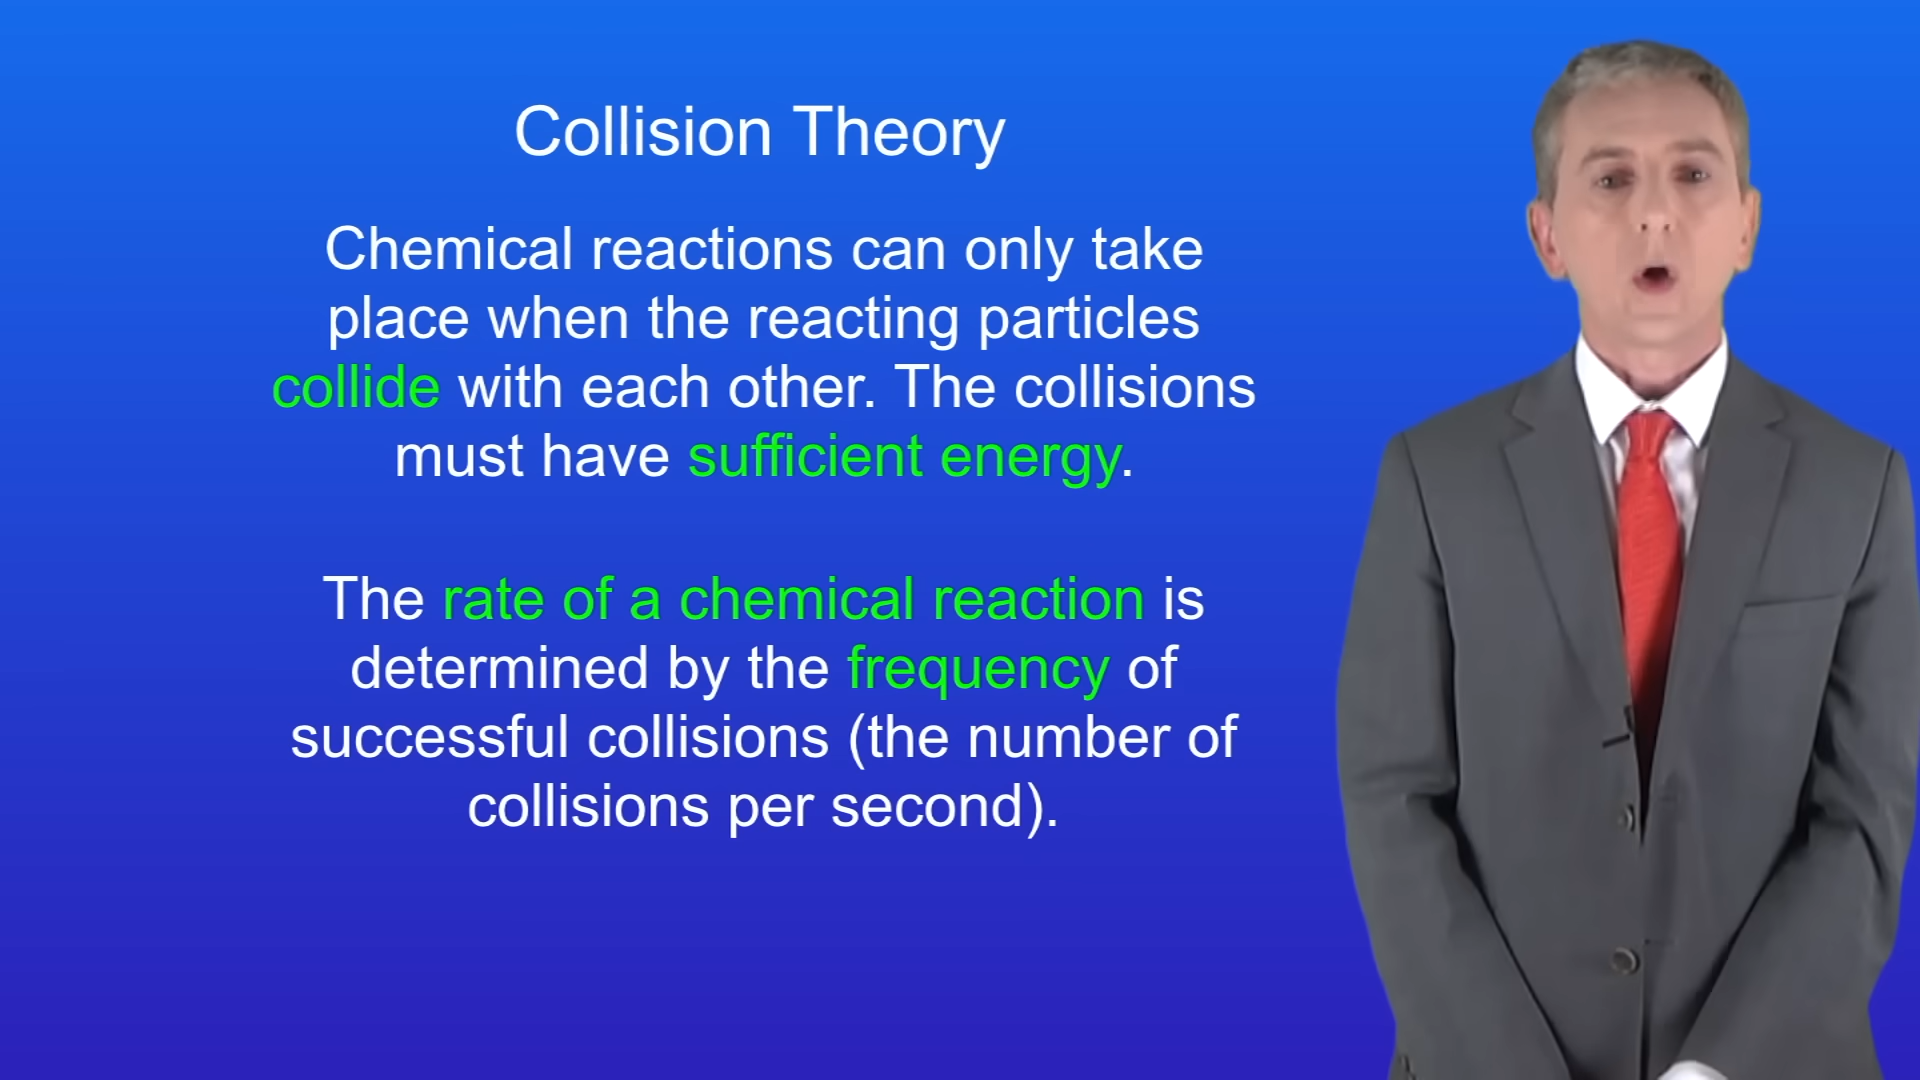 Collision Theory
Chemical reactions can only take
place when the reacting particles
collide with each other. The collisions
must have sufficient energy.
The rate of a chemical reaction is
determined by the frequency of
successful collisions (the number of
collisions per second).